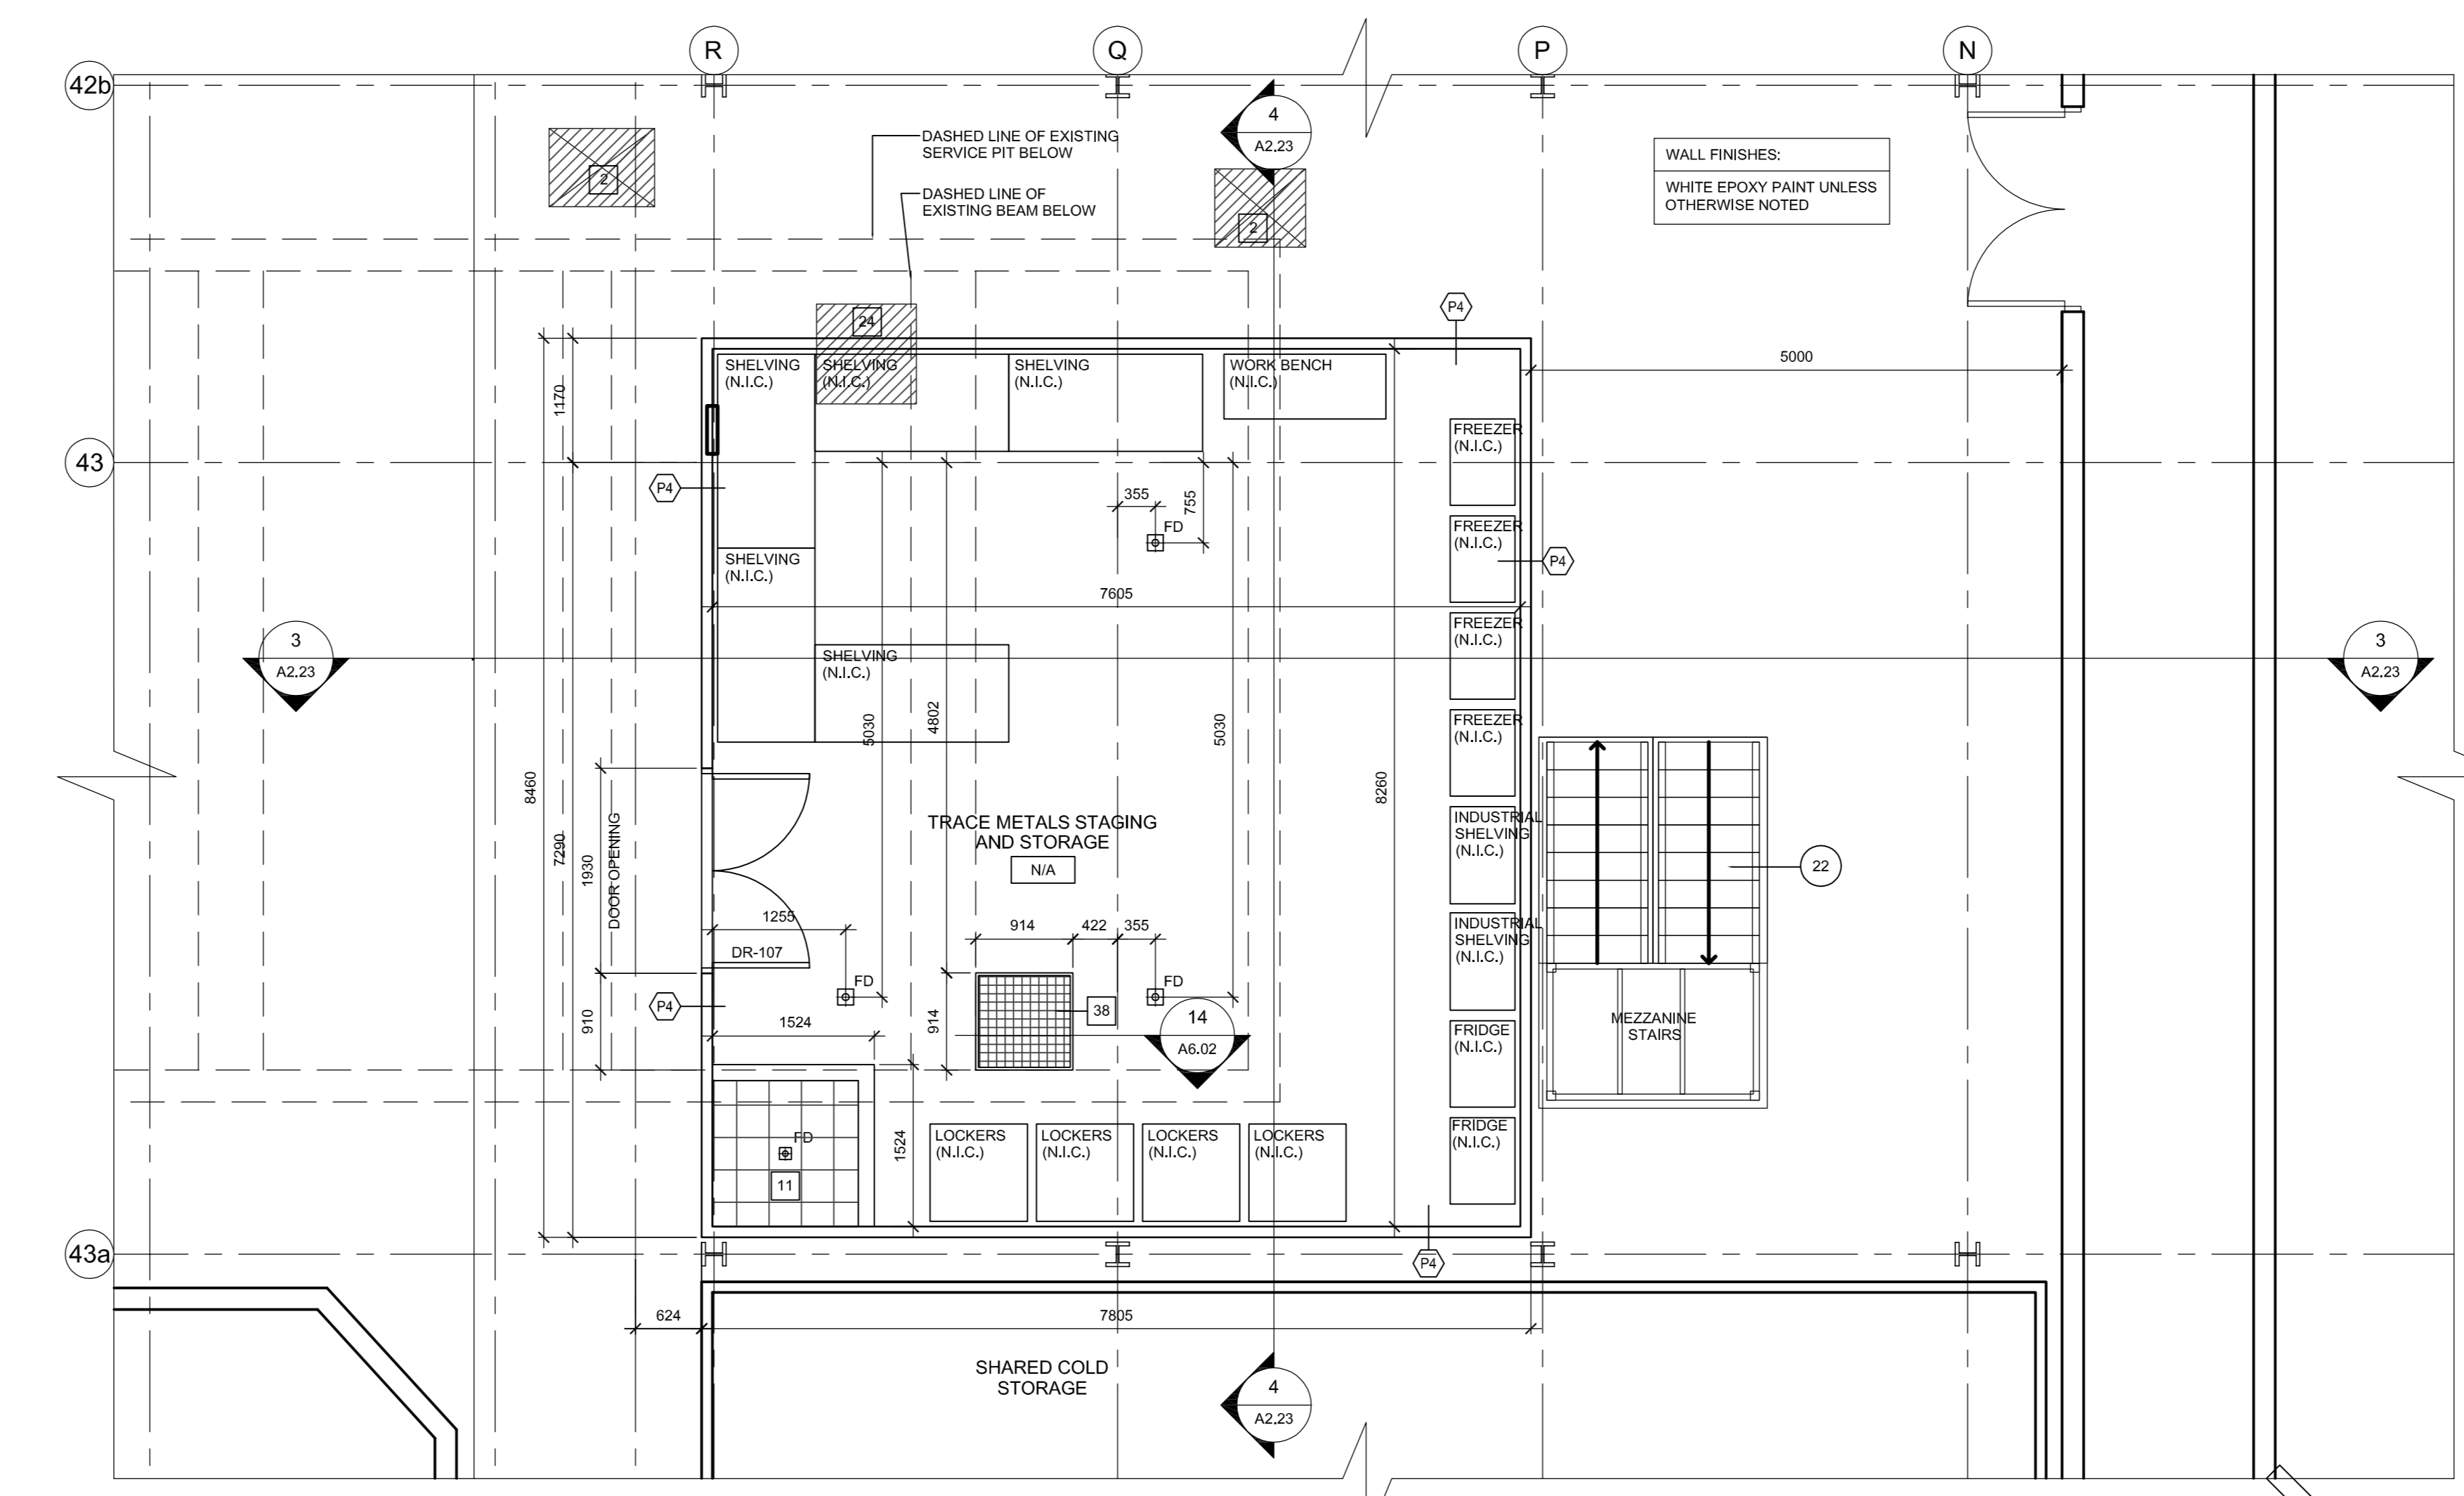 R
Q
P
N
42b
4
A2.23
DASHED LINE OF EXISTING
SERVICE PIT BELOW
2
WALL FINISHES:
WHITE EPOXY PAINT UNLESS
OTHERWISE NOTED
DASHED LINE OF
EXISTING BEAM BELOW
2
P4
24
5000
SHELVING
(N.I.C.)
SHELVING
(N.I.C.)
SHELVING
(N.I.C.)
WORK BENCH
(N.I.C.)
1170
FREEZER
(N.I.C.)
43
P4
355
755
FD
FREEZER
(N.I.C.)
P4
SHELVING
(N.I.C.)
7605
FREEZER
(N.I.C.)
3
A2.23
3
A2.23
SHELVING
(N.I.C.)
5030
4802
5030
FREEZER
(N.I.C.)
8460
7290
1930
DOOR OPENING
8260
TRACE METALS STAGING
AND STORAGE
N/A
INDUSTRIAL
SHELVING
(N.I.C.)
22
1255
914
422
355
INDUSTRIAL
SHELVING
(N.I.C.)
DR-107
FD
FD
P4
910
1524
914
38
14
A6.02
MEZZANINE
STAIRS
FRIDGE
(N.I.C.)
FD
11
1524
LOCKERS
(N.I.C.)
LOCKERS
(N.I.C.)
LOCKERS
(N.I.C.)
LOCKERS
(N.I.C.)
FRIDGE
(N.I.C.)
43a
P4
624
7805
SHARED COLD
STORAGE
4
A2.23